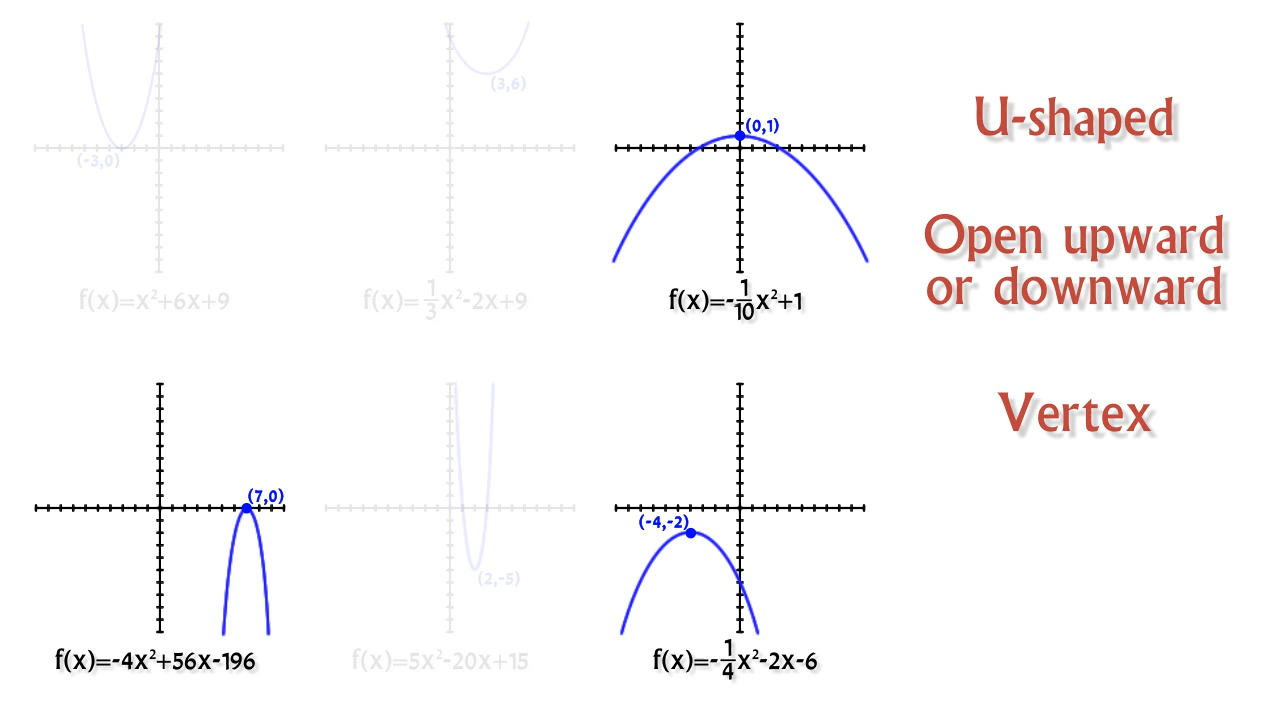 (-3,0)
f(x)=x²+6x+9
(3,6)
f(x)=1/3x²-2x+9
(0,1)
f(x)=-1/10x²+1
(7,0)
f(x)=-4x²+56x-196
(2,-5)
f(x)=5x²-20x+15
(-4,-2)
f(x)=-1/4x²-2x-6
U-shaped
Open upward
or downward
Vertex